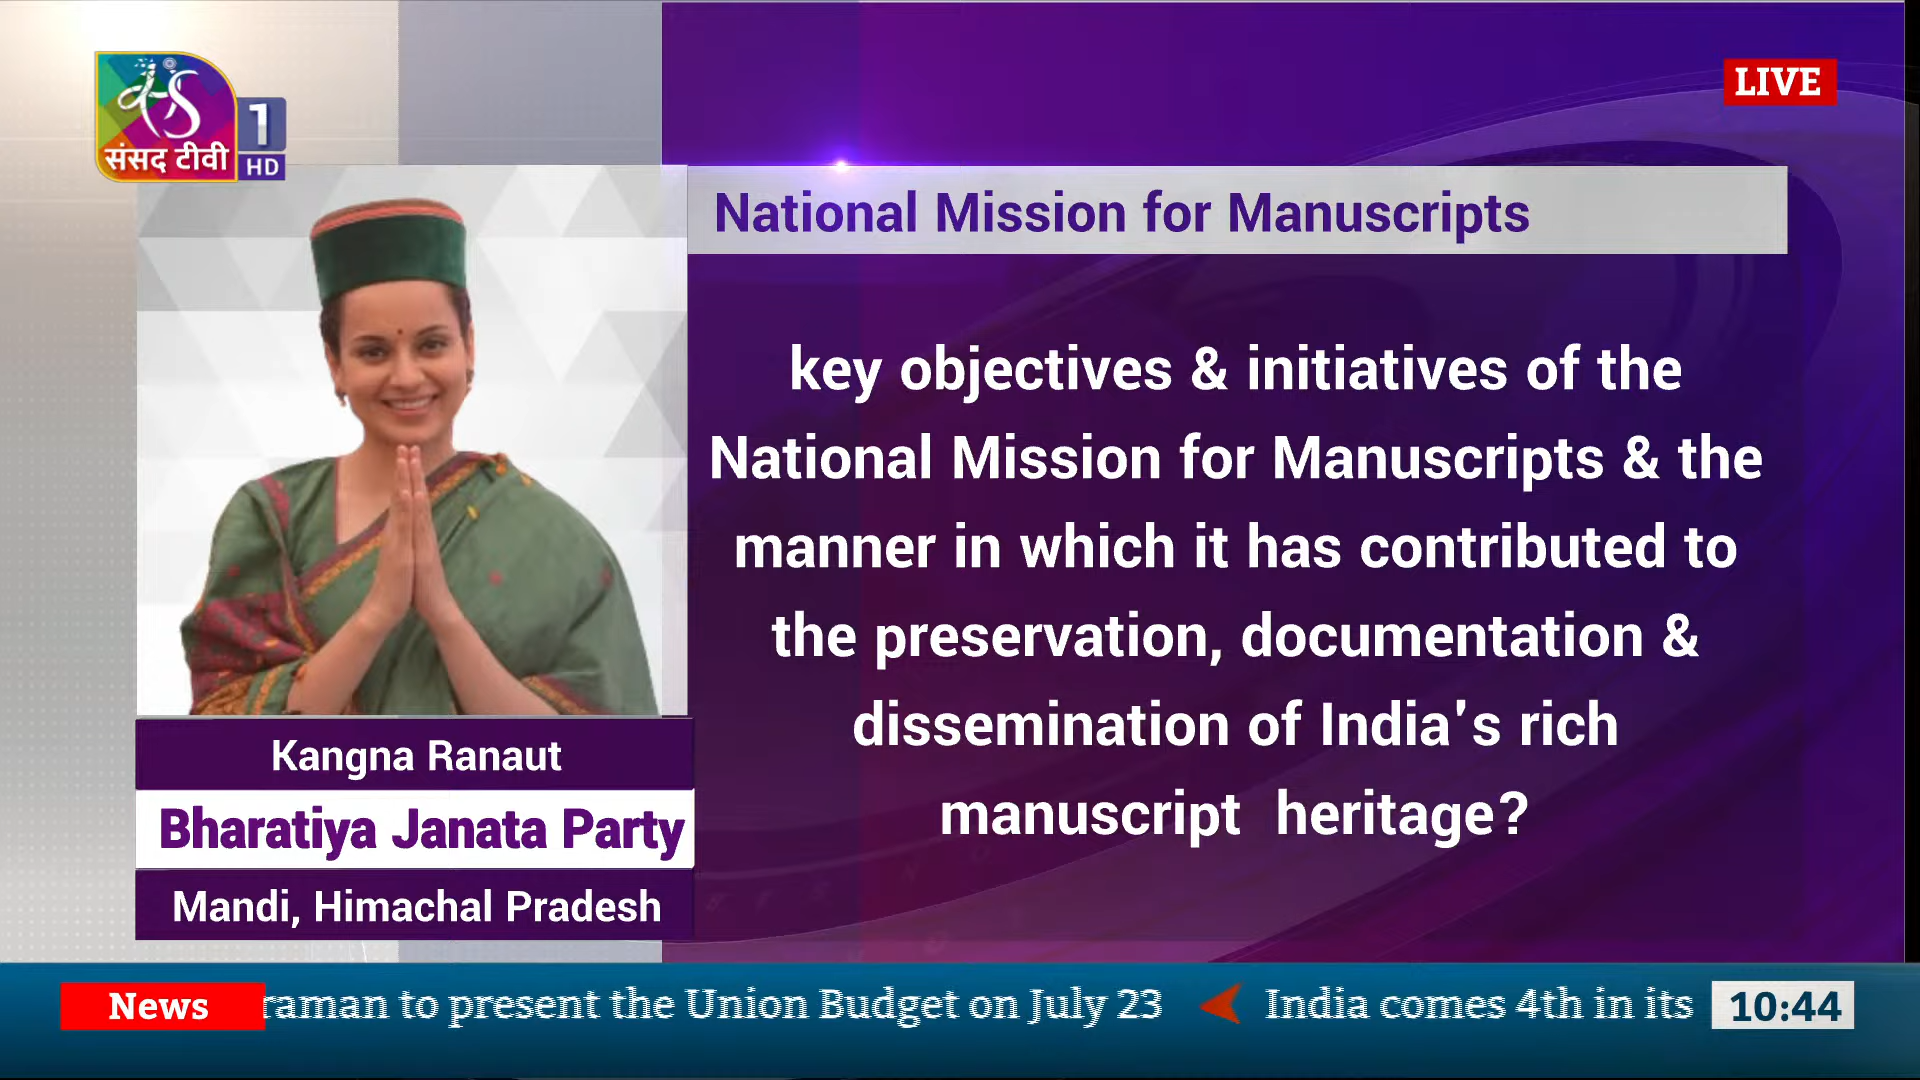 संसद टीवी
1
HD
LIVE
National Mission for Manuscripts
key objectives & initiatives of the
National Mission for Manuscripts & the
manner in which it has contributed to
the preservation, documentation &
dissemination of India's rich
manuscript heritage?
Kangna Ranaut
Bharatiya Janata Party
Mandi, Himachal Pradesh
News
raman to present the Union Budget on July 23
India comes 4th in its
10:44